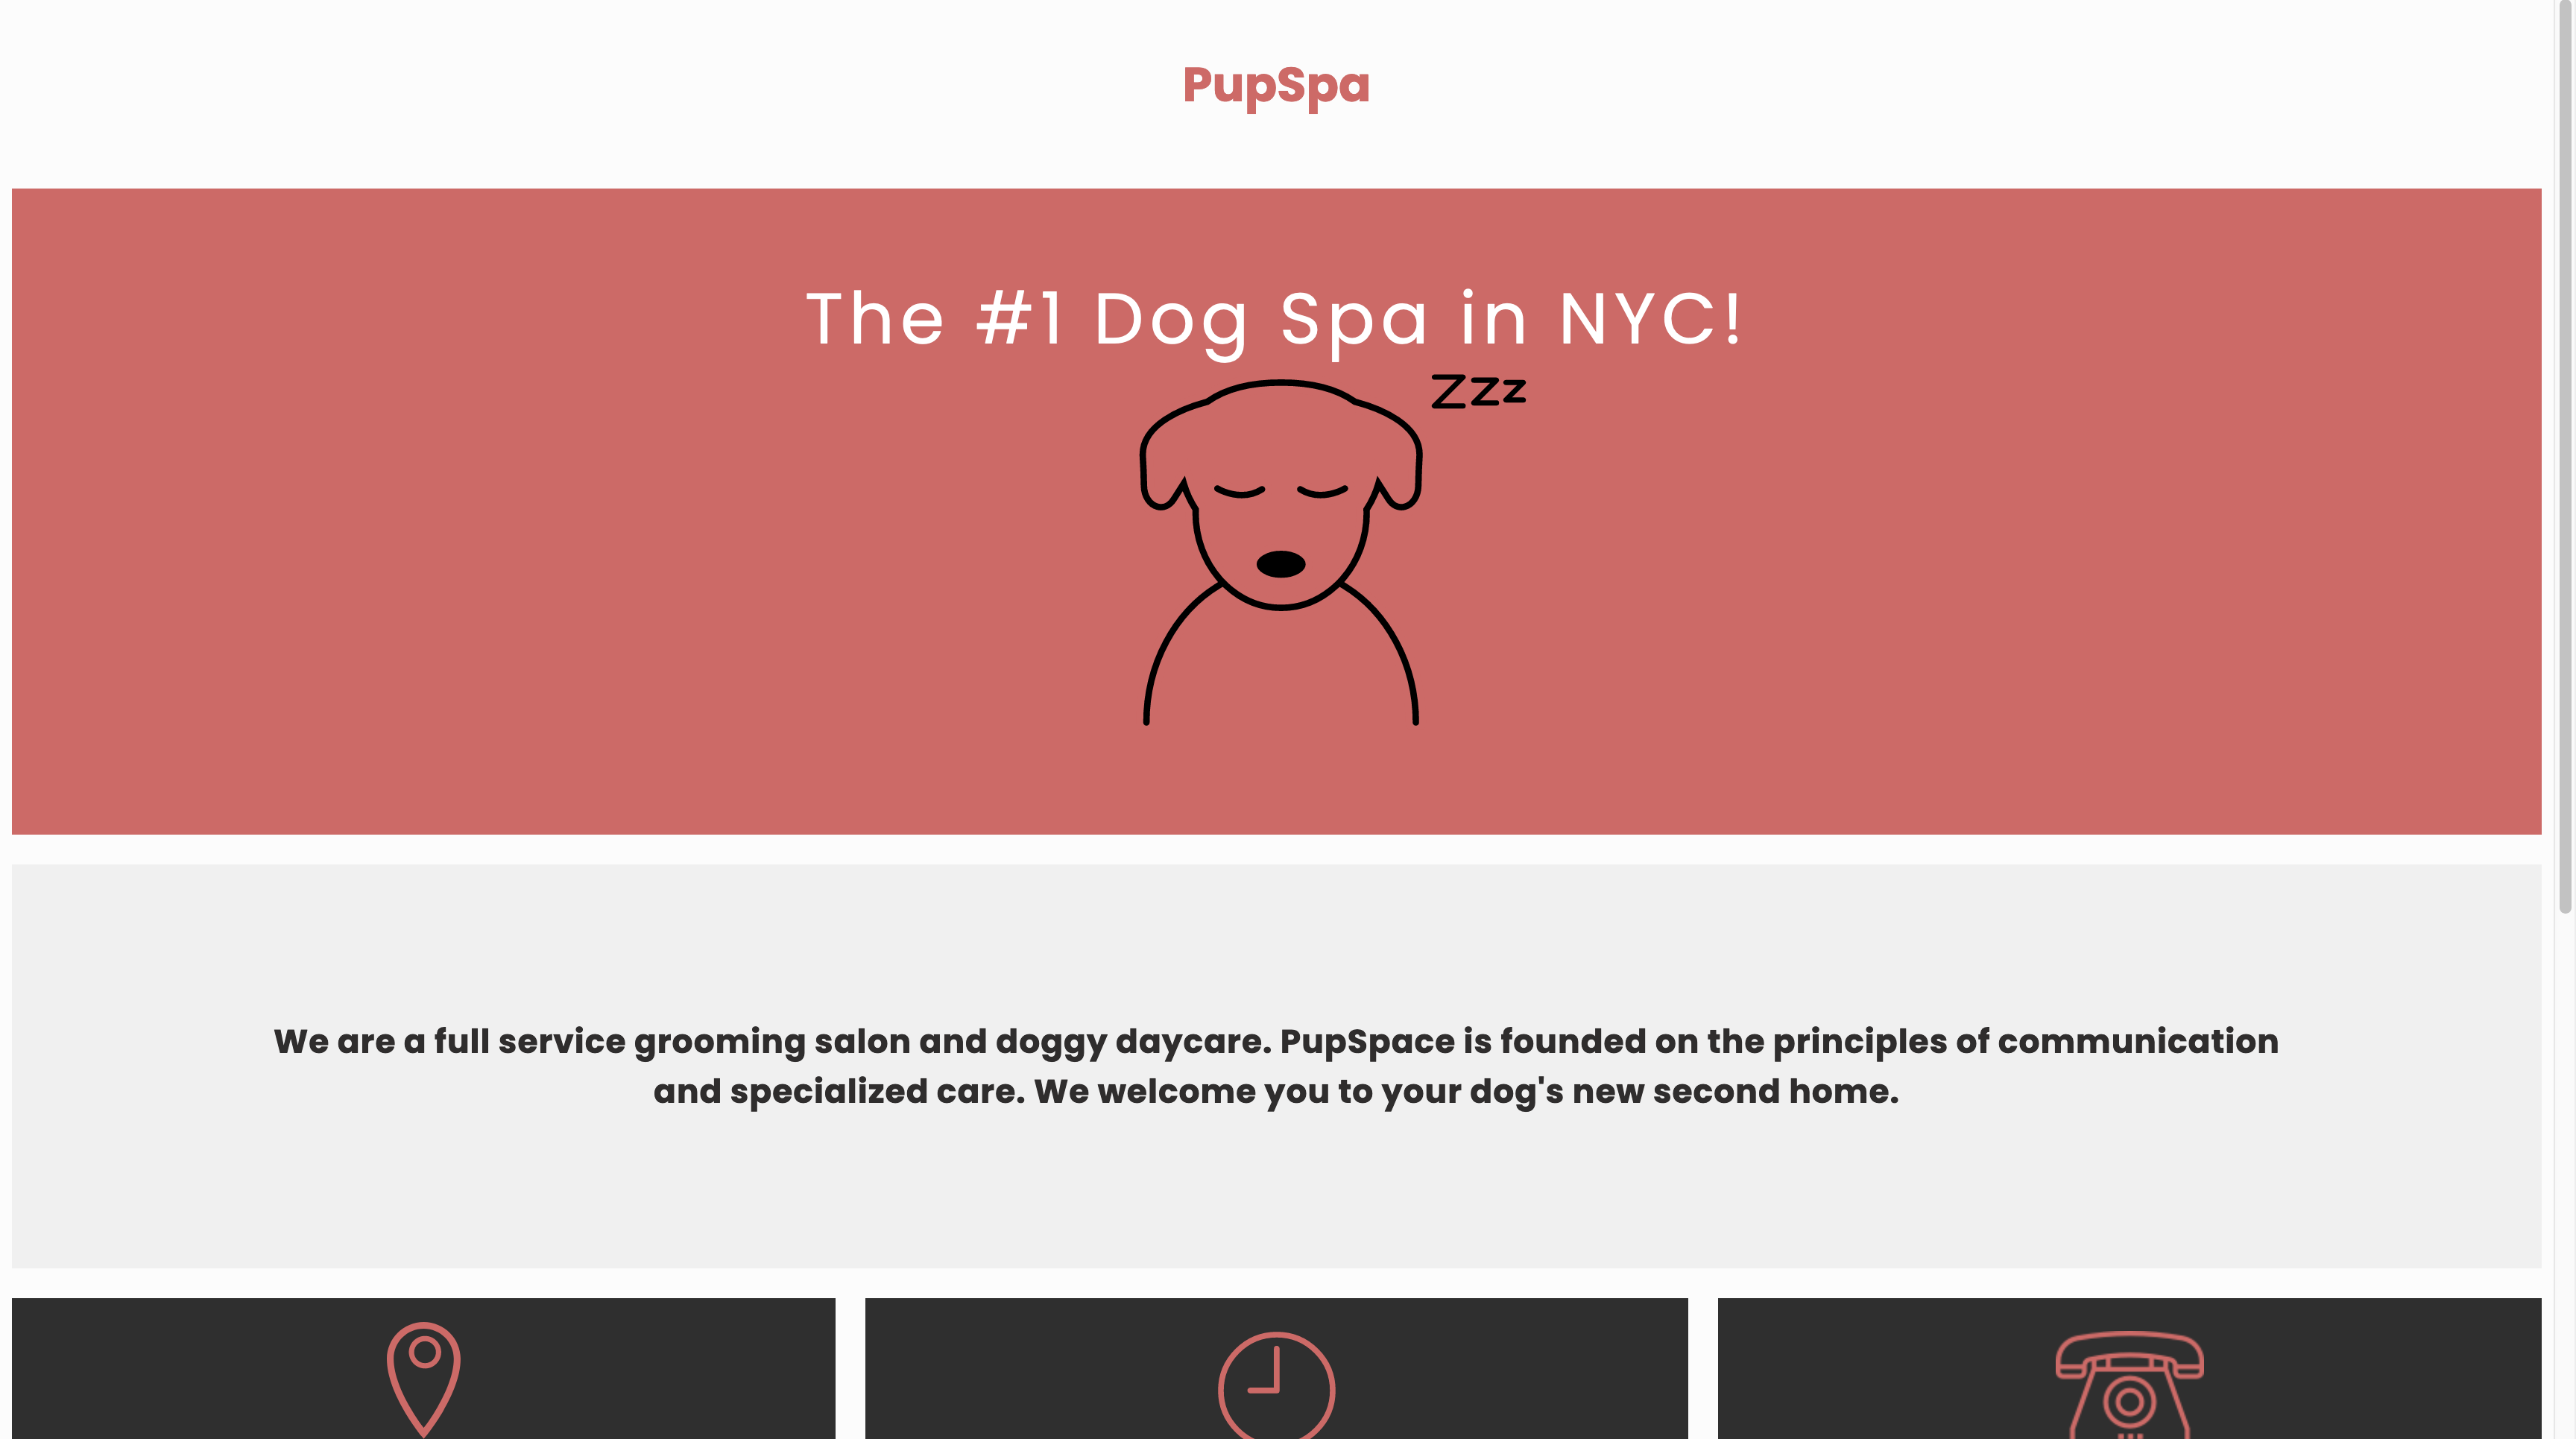 PupSpa
The #1 Dog Spa in NYC!
Zzz
We are a full service grooming salon and doggy daycare. PupSpace is founded on the principles of communication
and specialized care. We welcome you to your dog's new second home.